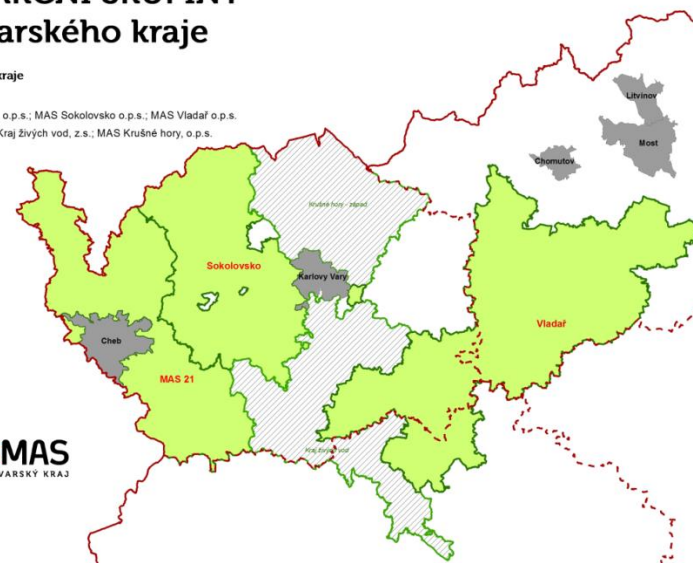 arského kraje
kraje
o.p.s.; MAS Sokolovsko o.p.s.; MAS Vladař o.p.s.
Kraj živých vod, z.s.; MAS Krušné hory, o.p.s.
Litvínov
Most
Chomutov
Krušné hory - západ
Sokolovsko
Karlovy Vary
Vladař
Cheb
MAS 21
Kraj živých vod
MAS
VARSKÝ KRAJ